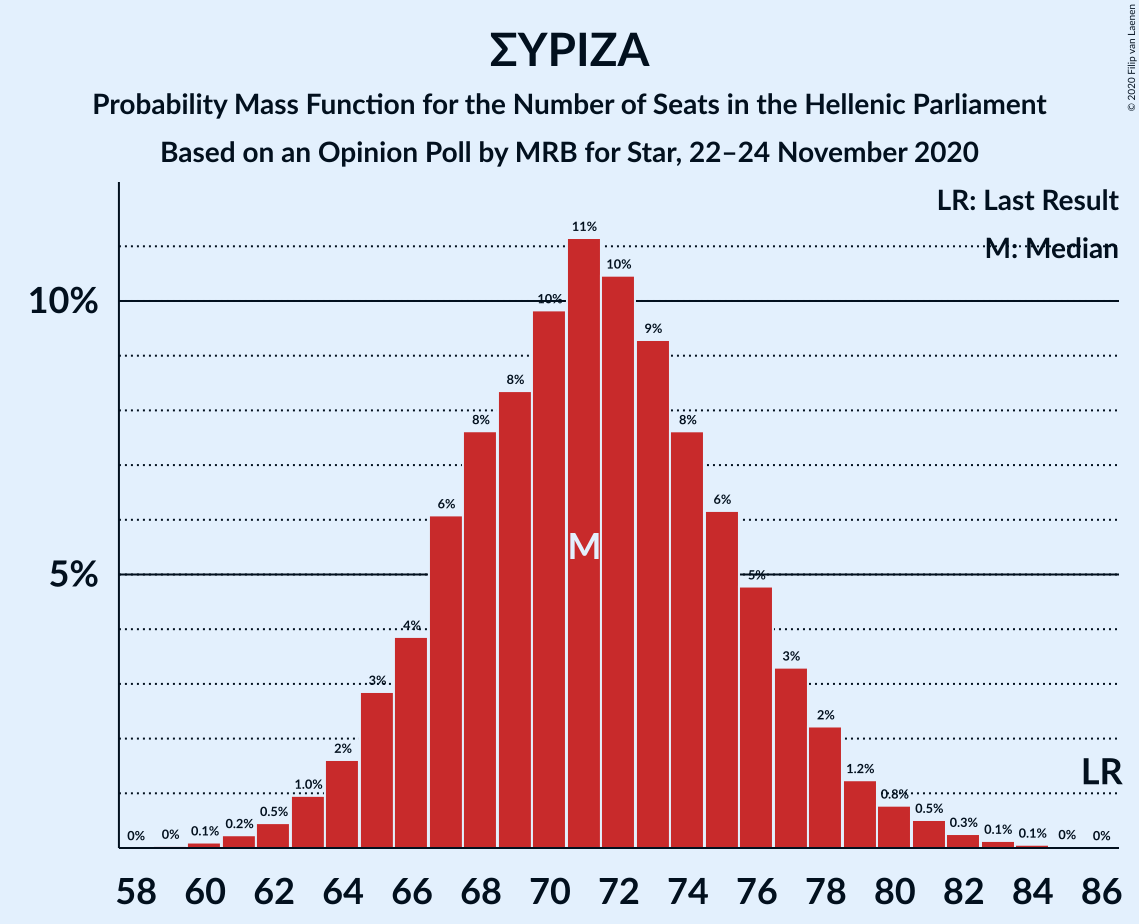 ΣΥΡΙΖΑ
Probability Mass Function for the Number of Seats in the Hellenic Parliament
Based on an Opinion Poll by MRB for Star, 22–24 November 2020
© 2020 Filip van Laenen
LR: Last Result
M: Median
10%
5%
0% 0% 0.1% 0.2% 0.5% 1.0% 2% 3% 4% 6% 8% 8% 10% 11% 10% 9% 8% 6% 5% 3% 2% 1.2% 0.8% 0.5% 0.3% 0.1% 0.1% 0% 0%
M
LR
58 60 62 64 66 68 70 72 74 76 78 80 82 84 86